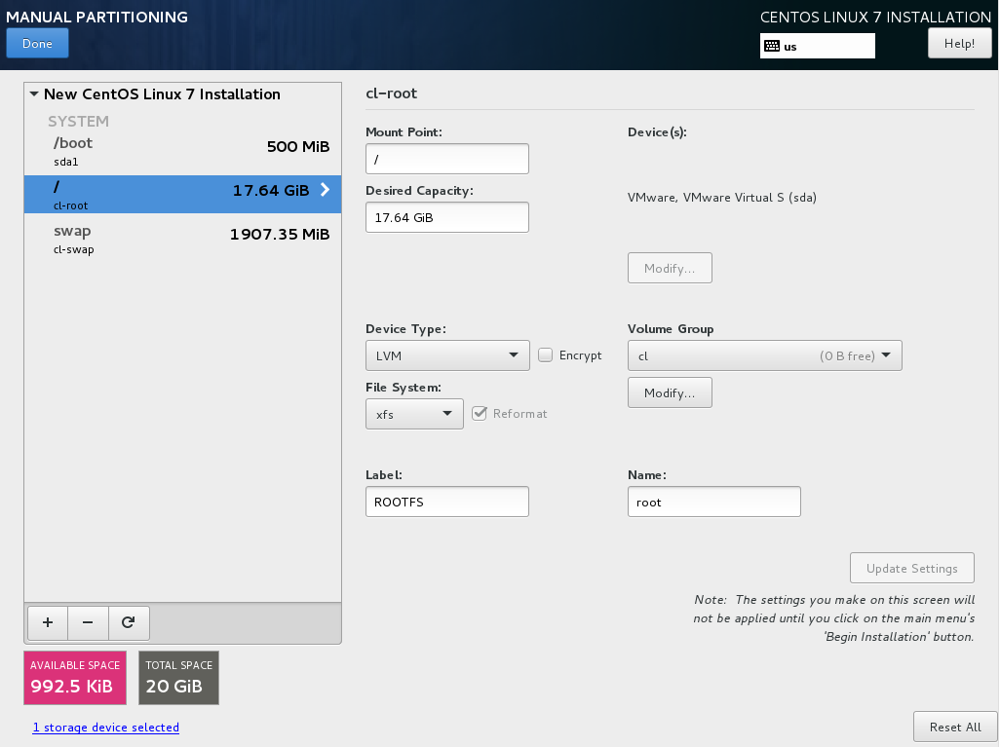 MANUAL PARTITIONING
CENTOS LINUX 7 INSTALLATION
Done
us
Help!
New CentOS Linux 7 Installation
SYSTEM
/boot
500 MiB
sda1
/
17.64 GiB
cl-root
swap
1907.35 MiB
cl-swap
+
-
AVAILABLE SPACE
992.5 KiB
TOTAL SPACE
20 GiB
1 storage device selected
cl-root
Mount Point:
/
Desired Capacity:
17.64 GiB
Device(s):
VMware, VMware Virtual S (sda)
Modify...
Device Type:
LVM
Encrypt
Volume Group
cl
(0 B free)
Modify...
File System:
xfs
Reformat
Label:
ROOTFS
Name:
root
Update Settings
Note: The settings you make on this screen will
not be applied until you click on the main menu's
'Begin Installation' button.
Reset All